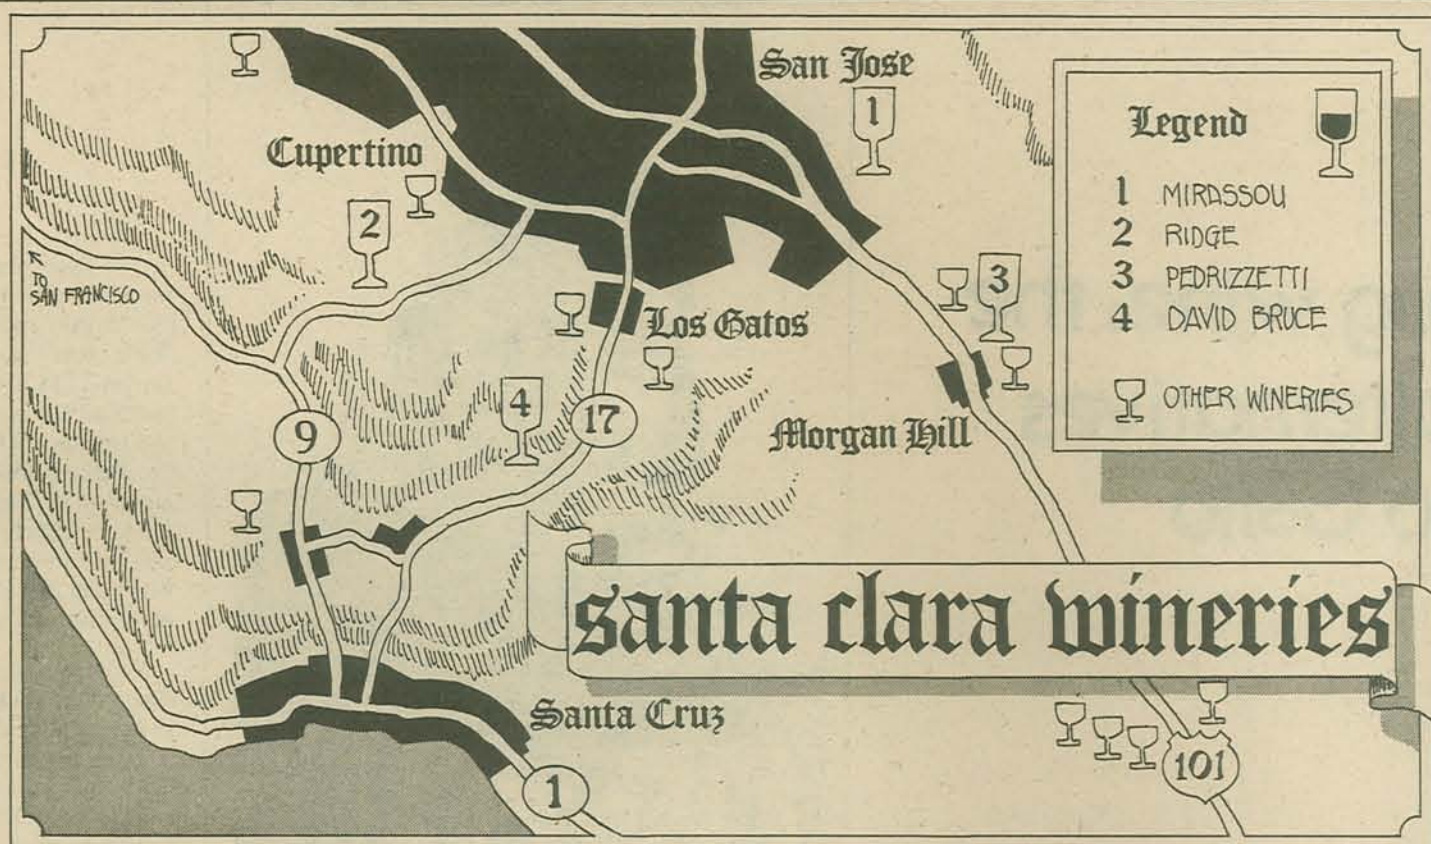 San Jose
1
Cupertino
2
TO
SAN FRANCISCO
3
Los Gatos
4
17
9
Morgan Hill
Legend
1 MIRASSOU
2 RIDGE
3 PEDRIZZETTI
4 DAVID BRUCE
OTHER WINERIES
santa clara wineries
Santa Cruz
1
101